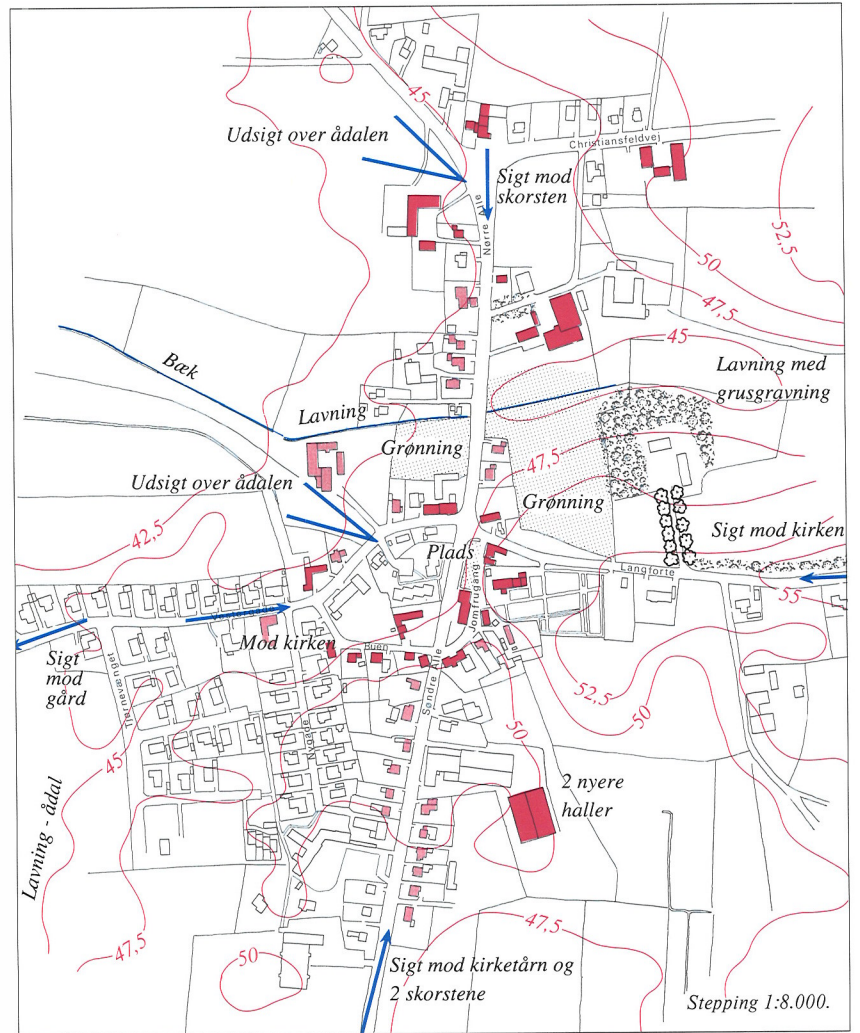 45
Udsigt over ådalen
Christiansfeldvej
Sigt mod
skorsten
52,5
Nørre Alle
50
47,5
45
Bæk
Lavning med
grusgravning
Lavning
Grønning
47,5
Udsigt over ådalen
Grønning
42,5
Plads
Sigt mod kirken
Langforte
55
Vestergade
Jomfrugang
Mod kirken
Buen
Sigt
mod
gård
Tørnevænget
Søndre Alle
52,5
50
50
Nygade
45
2 nyere
haller
Lavning - ådal
47,5
47,5
50
Sigt mod kirketårn og
2 skorstene
Stepping 1:8.000.